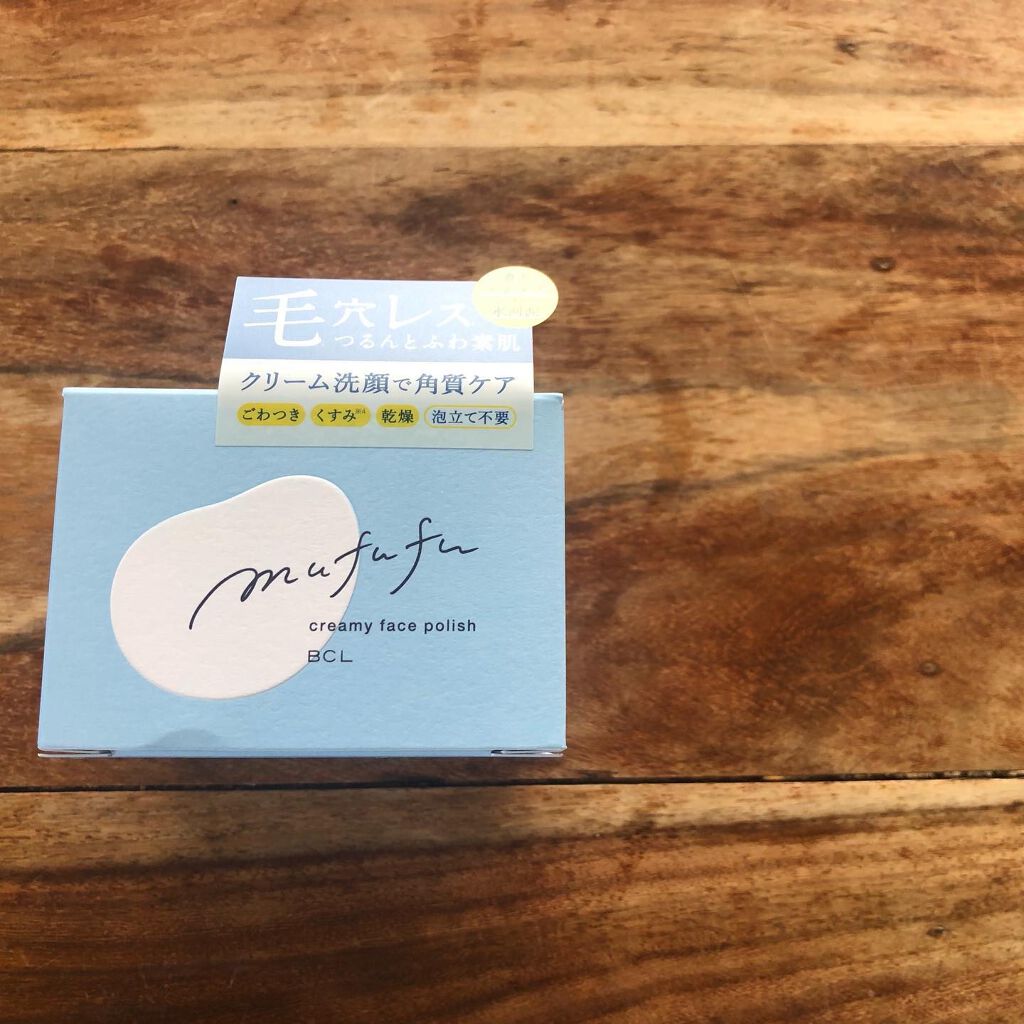 毛穴レス
つるんとふわ素肌
クリーム洗顔で角質ケア
ごわつき くすみ※4 乾燥 泡立て不要
mufufu
creamy face polish
BCL